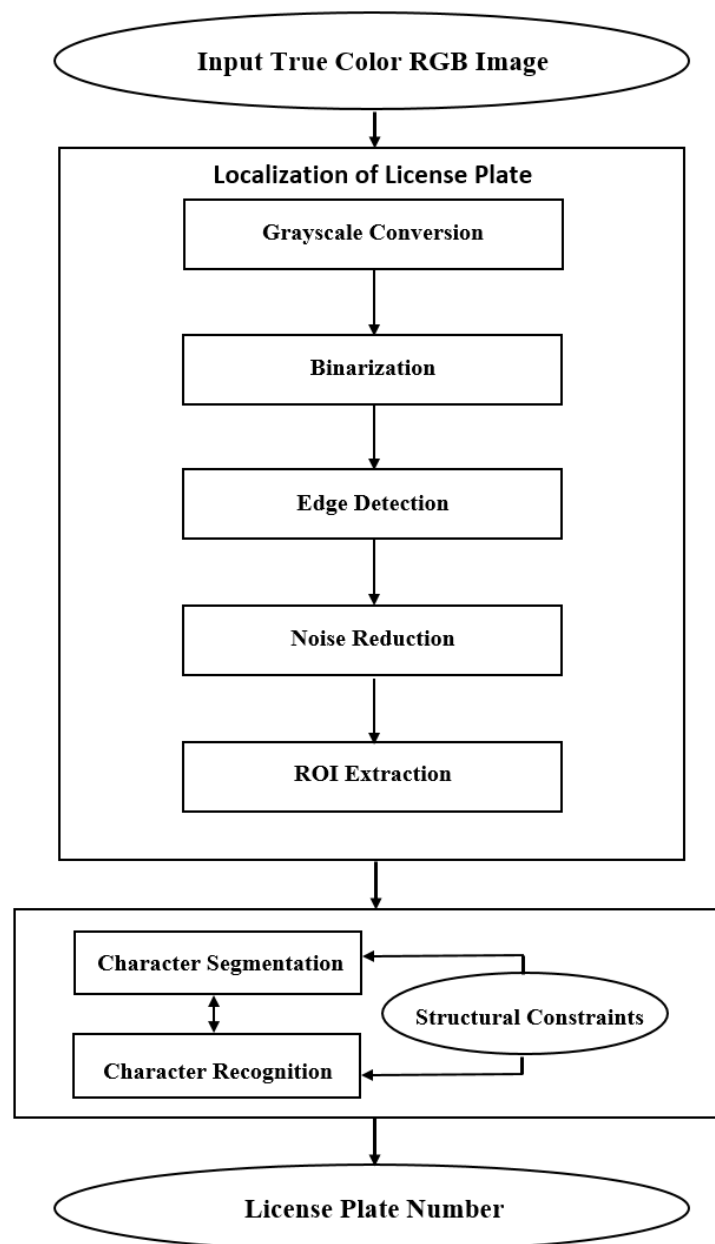 Input True Color RGB Image
Localization of License Plate
Grayscale Conversion
Binarization
Edge Detection
Noise Reduction
ROI Extraction
Character Segmentation
Structural Constraints
Character Recognition
License Plate Number